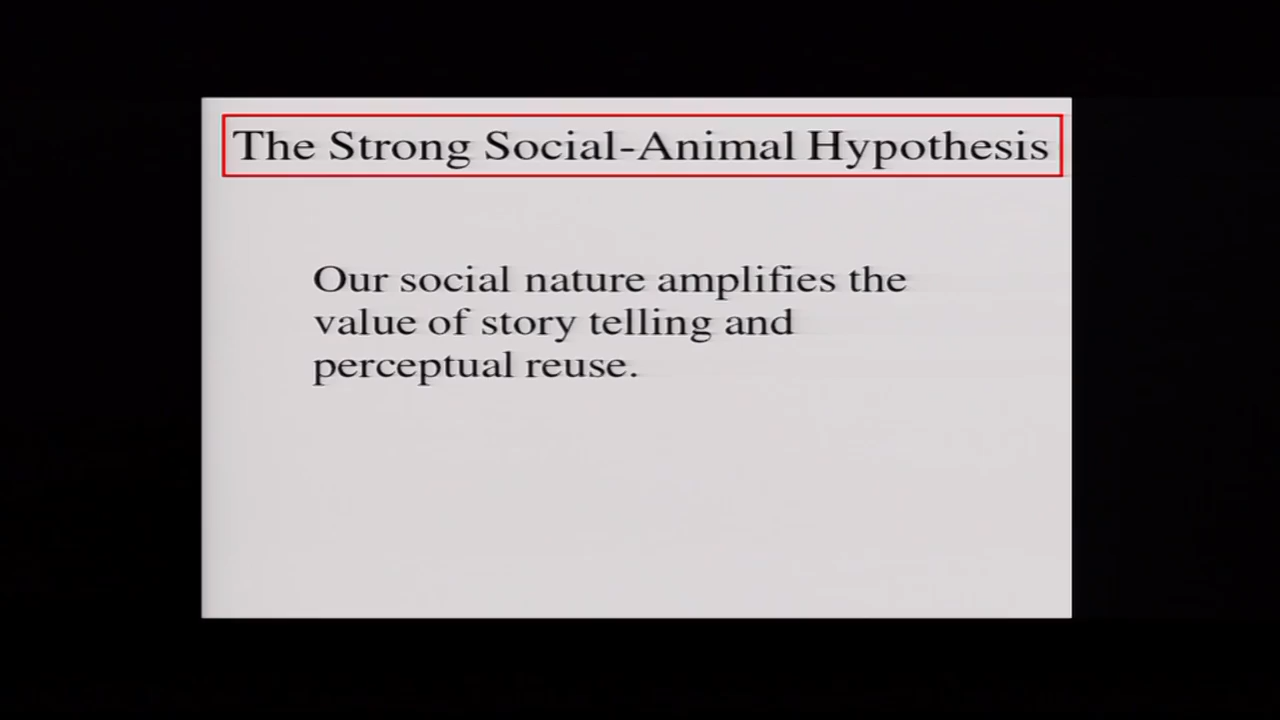 The Strong Social-Animal Hypothesis
Our social nature amplifies the
value of story telling and
perceptual reuse.